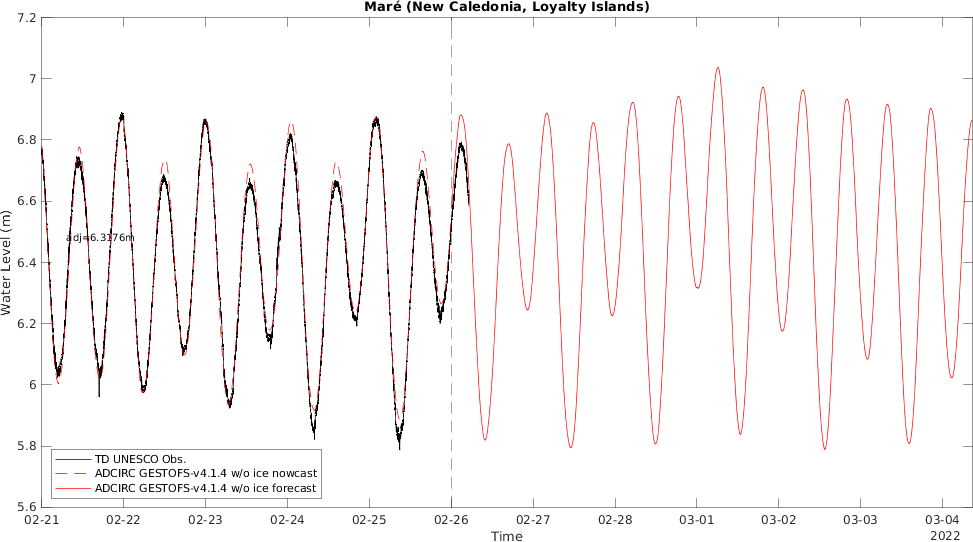 Maré (New Caledonia, Loyalty Islands)
7.2
7
6.8
6.6
6.4
6.2
6
5.8
5.6
Water Level (m)
adj=6.3176m
TD UNESCO Obs.
ADCIRC GESTOFS-v4.1.4 w/o ice nowcast
ADCIRC GESTOFS-v4.1.4 w/o ice forecast
02-21 02-22 02-23 02-24 02-25 02-26 02-27 02-28 03-01 03-02 03-03 03-04
Time
2022